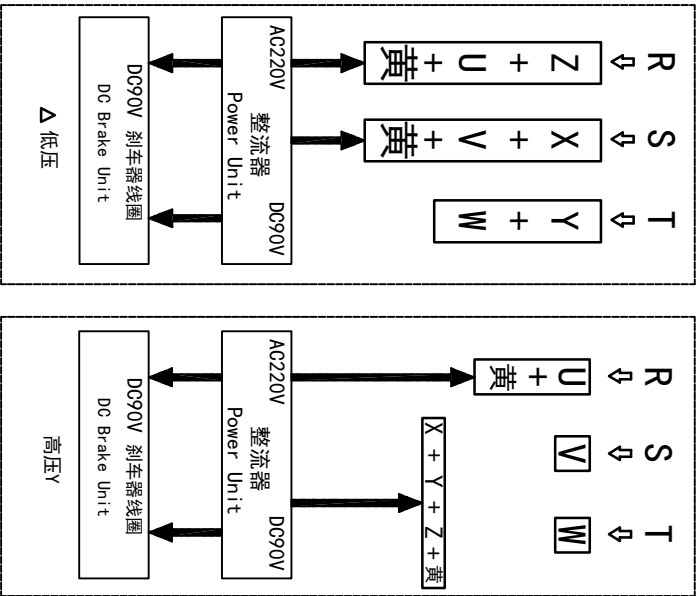 R S T
Z + U + 黄
X + V + 黄
Y + W
AC220V DC90V
整流器
Power Unit
DC90V 刹车器线圈
DC Brake Unit
Δ 低压
R S T
U + 黄
V
W
X + Y + Z + 黄
AC220V DC90V
整流器
Power Unit
DC90V 刹车器线圈
DC Brake Unit
高压Y